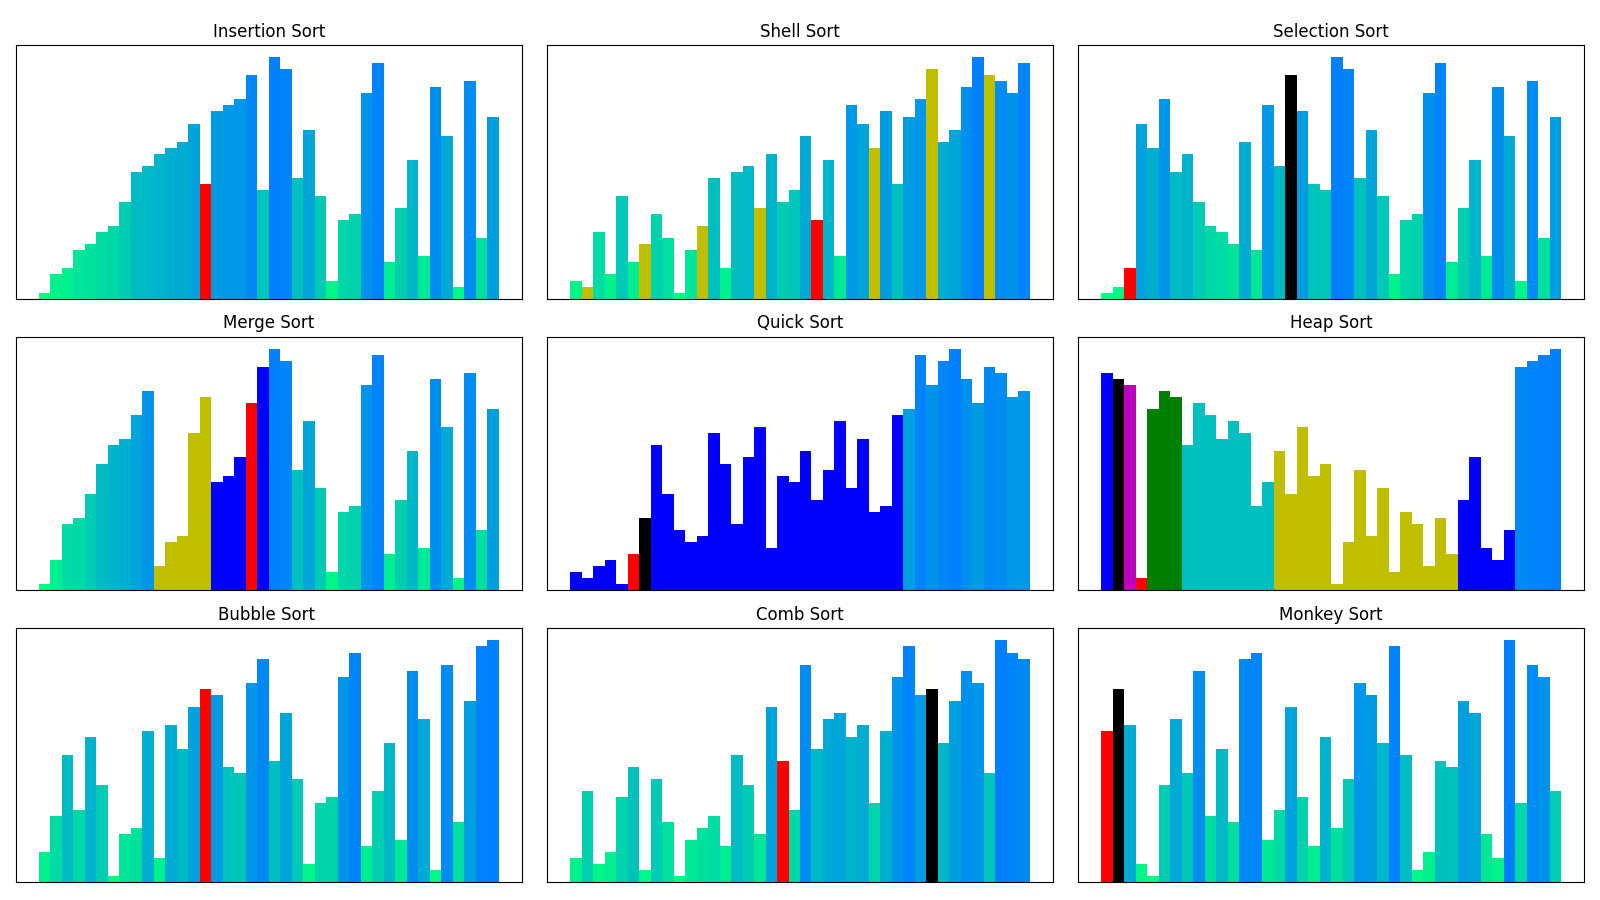 Insertion Sort
Shell Sort
Selection Sort
Merge Sort
Quick Sort
Heap Sort
Bubble Sort
Comb Sort
Monkey Sort